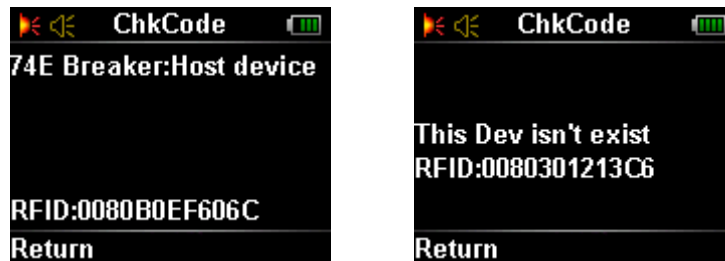 ChkCode
74E Breaker:Host device
RFID:0080B0EF606C
Return
ChkCode
This Dev isn't exist
RFID:0080301213C6
Return